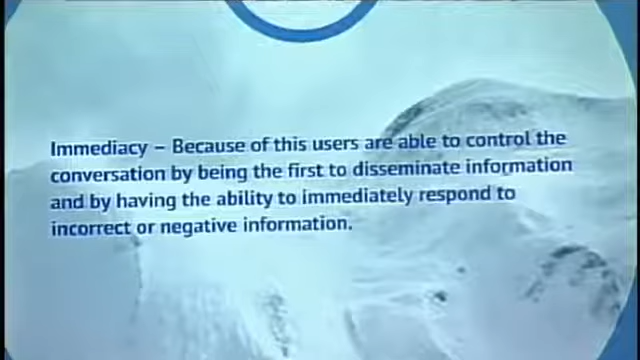 Immediacy – Because of this users are able to control the
conversation by being the first to disseminate information
and by having the ability to immediately respond to
incorrect or negative information.